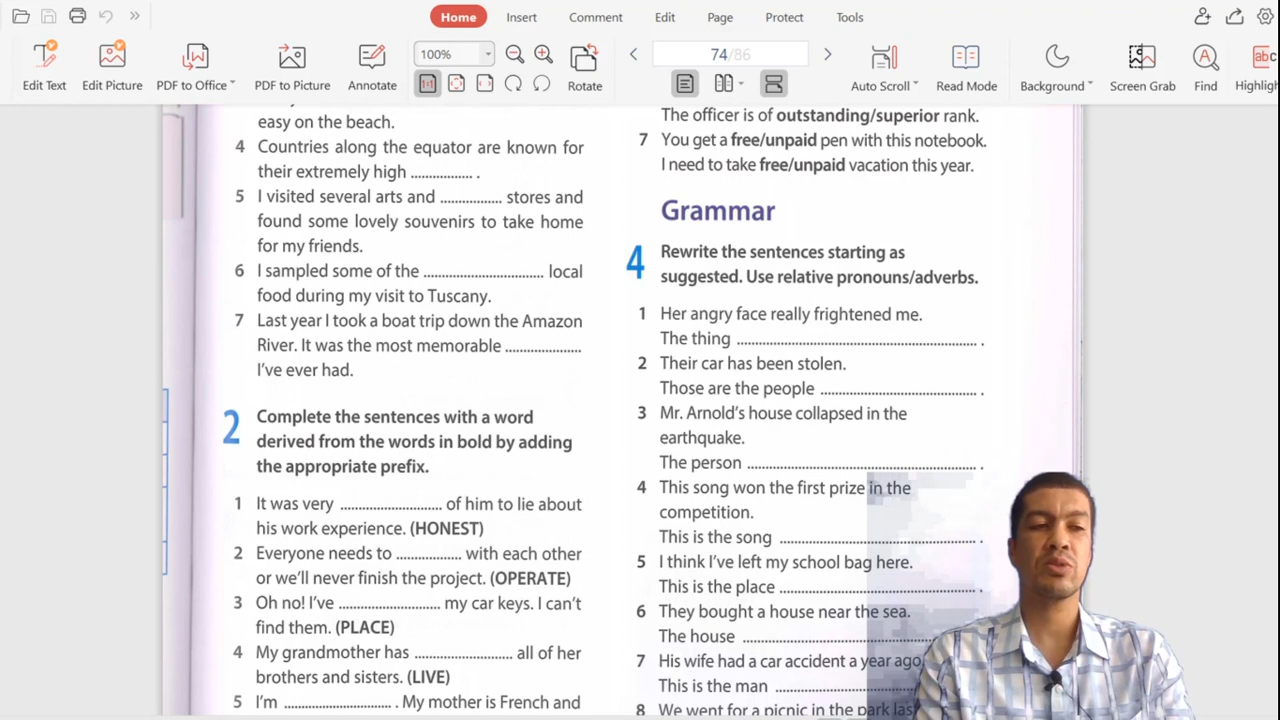 Home Insert Comment Edit Page Protect Tools
100%
74/86
Edit Text Edit Picture PDF to Office PDF to Picture Annotate Rotate Auto Scroll Read Mode Background Screen Grab Find Highligh
easy on the beach.
4 Countries along the equator are known for
their extremely high .............. .
5 I visited several arts and .............. stores and
found some lovely souvenirs to take home
for my friends.
6 I sampled some of the .............................. local
food during my visit to Tuscany.
7 Last year I took a boat trip down the Amazon
River. It was the most memorable ..................
I've ever had.
2 Complete the sentences with a word
derived from the words in bold by adding
the appropriate prefix.
1 It was very ......................... of him to lie about
his work experience. (HONEST)
2 Everyone needs to ................ with each other
or we'll never finish the project. (OPERATE)
3 Oh no! I've ......................... my car keys. I can't
find them. (PLACE)
4 My grandmother has ........................ all of her
brothers and sisters. (LIVE)
5 I'm .......................... . My mother is French and
The officer is of outstanding/superior rank.
7 You get a free/unpaid pen with this notebook.
I need to take free/unpaid vacation this year.
Grammar
4 Rewrite the sentences starting as
suggested. Use relative pronouns/adverbs.
1 Her angry face really frightened me.
The thing ............................................................ .
2 Their car has been stolen.
Those are the people ....................................... .
3 Mr. Arnold's house collapsed in the
earthquake.
The person ......................................................... .
4 This song won the first prize in the
competition.
This is the song ................................................. .
5 I think I've left my school bag here.
This is the place ................................................. .
6 They bought a house near the sea.
The house ................................................
7 His wife had a car accident a year ago
This is the man ....................................
8 We went for a picnic in the park las